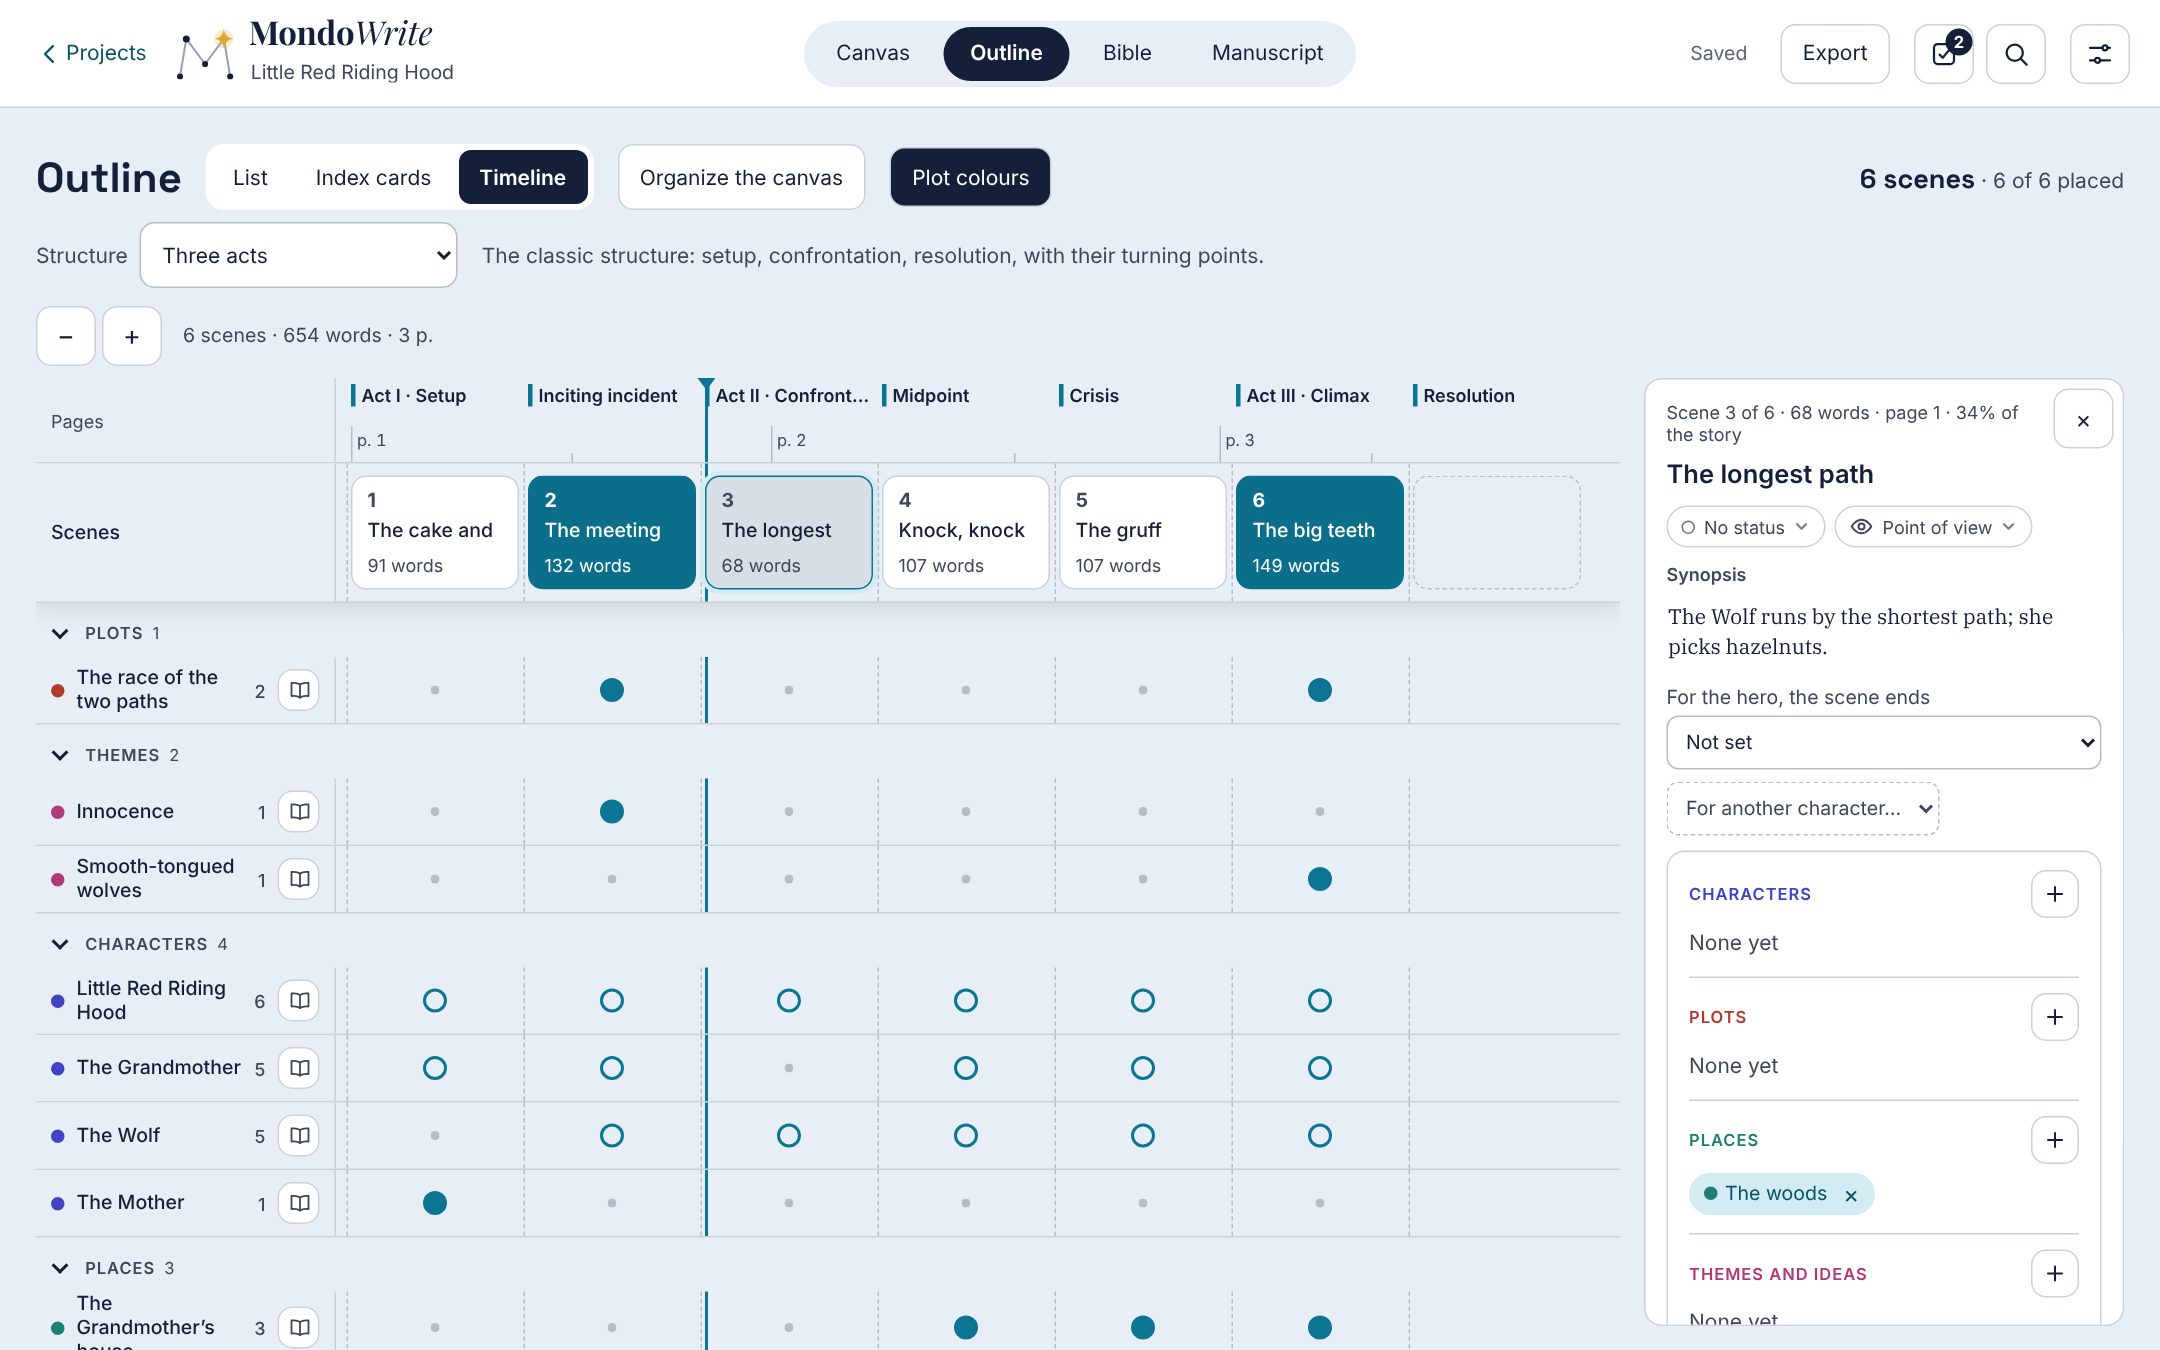 Projects
MondoWrite
Little Red Riding Hood
Canvas
Outline
Bible
Manuscript
Saved
Export
2
Outline
List
Index cards
Timeline
Organize the canvas
Plot colours
6 scenes · 6 of 6 placed
Structure
Three acts
The classic structure: setup, confrontation, resolution, with their turning points.
−
+
6 scenes · 654 words · 3 p.
Pages
Act I · Setup
Inciting incident
Act II · Confront...
Midpoint
Crisis
Act III · Climax
Resolution
p. 1
p. 2
p. 3
Scenes
1
The cake and
91 words
2
The meeting
132 words
3
The longest
68 words
4
Knock, knock
107 words
5
The gruff
107 words
6
The big teeth
149 words
PLOTS 1
The race of the
two paths
2
THEMES 2
Innocence
1
Smooth-tongued
wolves
1
CHARACTERS 4
Little Red Riding
Hood
6
The Grandmother
5
The Wolf
5
The Mother
1
PLACES 3
The
Grandmother's
house
3
Scene 3 of 6 · 68 words · page 1 · 34% of
the story
×
The longest path
No status
Point of view
Synopsis
The Wolf runs by the shortest path; she
picks hazelnuts.
For the hero, the scene ends
Not set
For another character...
CHARACTERS
+
None yet
PLOTS
+
None yet
PLACES
+
The woods ×
THEMES AND IDEAS
+
None yet